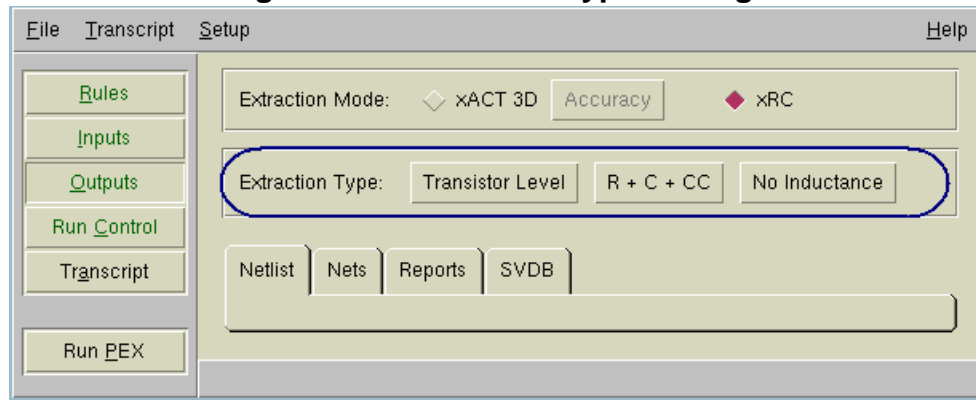 File Transcript Setup Help
Rules
Inputs
Outputs
Run Control
Transcript
Run PEX
Extraction Mode: xACT 3D Accuracy xRC
Extraction Type: Transistor Level R + C + CC No Inductance
Netlist Nets Reports SVDB